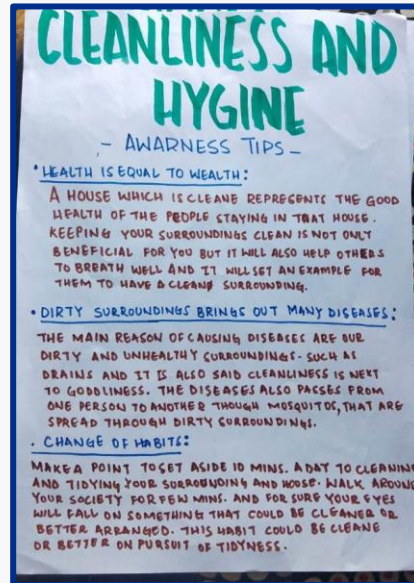 CLEANLINESS AND
HYGINE
- AWARNESS TIPS -
• HEALTH IS EQUAL TO WEALTH:
A HOUSE WHICH IS CLEANE REPRESENTS THE GOOD
HEALTH OF THE PEOPLE STAYING IN THAT HOUSE.
KEEPING YOUR SURROUNDINGS CLEAN IS NOT ONLY
BENEFICIAL FOR YOU BUT IT WILL ALSO HELP OTHERS
TO BREATH WELL AND IT WILL SET AN EXAMPLE FOR
THEM TO HAVE A CLEAN SURROUNDING.
• DIRTY SURROUNDINGS BRINGS OUT MANY DISEASES:
THE MAIN REASON OF CAUSING DISEASES ARE OUR
DIRTY AND UNHEALTHY SURROUNDINGS - SUCH AS
DRAINS AND IT IS ALSO SAID CLEANLINESS IS NEXT
TO GODDLINESS. THE DISEASES ALSO PASSES FROM
ONE PERSON TO ANOTHER THOUGH MOSQUITOS, THAT ARE
SPREAD THROUGH DIRTY SURROUNDINGS.
. CHANGE OF HABITS:
MAKE A POINT TO SET ASIDE 10 MINS. A DAY TO CLEANING
AND TIDYING YOUR SURROUNDING AND HOUSE. WALK AROUND
YOUR SOCIETY FOR FEW MINS. AND FOR SURE YOUR EYES
WILL FALL ON SOMETHING THAT COULD BE CLEANER OR
BETTER ARRANGED. THIS HABIT COULD BE CLEANE
OR BETTER ON PURSUIT OF TIDYNESS.